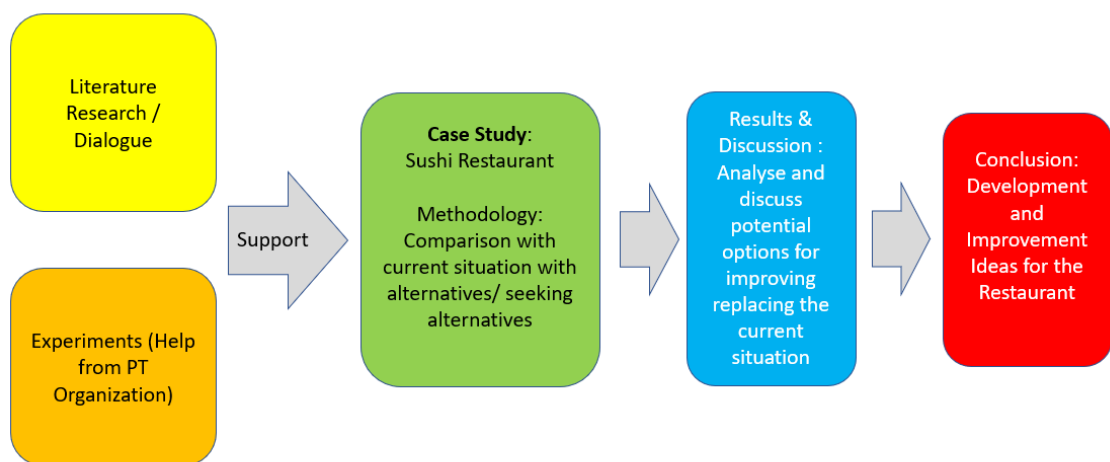 Literature
Research /
Dialogue
Experiments (Help
from PT
Organization)
Support
Case Study:
Sushi Restaurant
Methodology:
Comparison with
current situation with
alternatives/ seeking
alternatives
Results &
Discussion :
Analyse and
discuss
potential
options for
improving
replacing the
current
situation
Conclusion:
Development
and
Improvement
Ideas for the
Restaurant